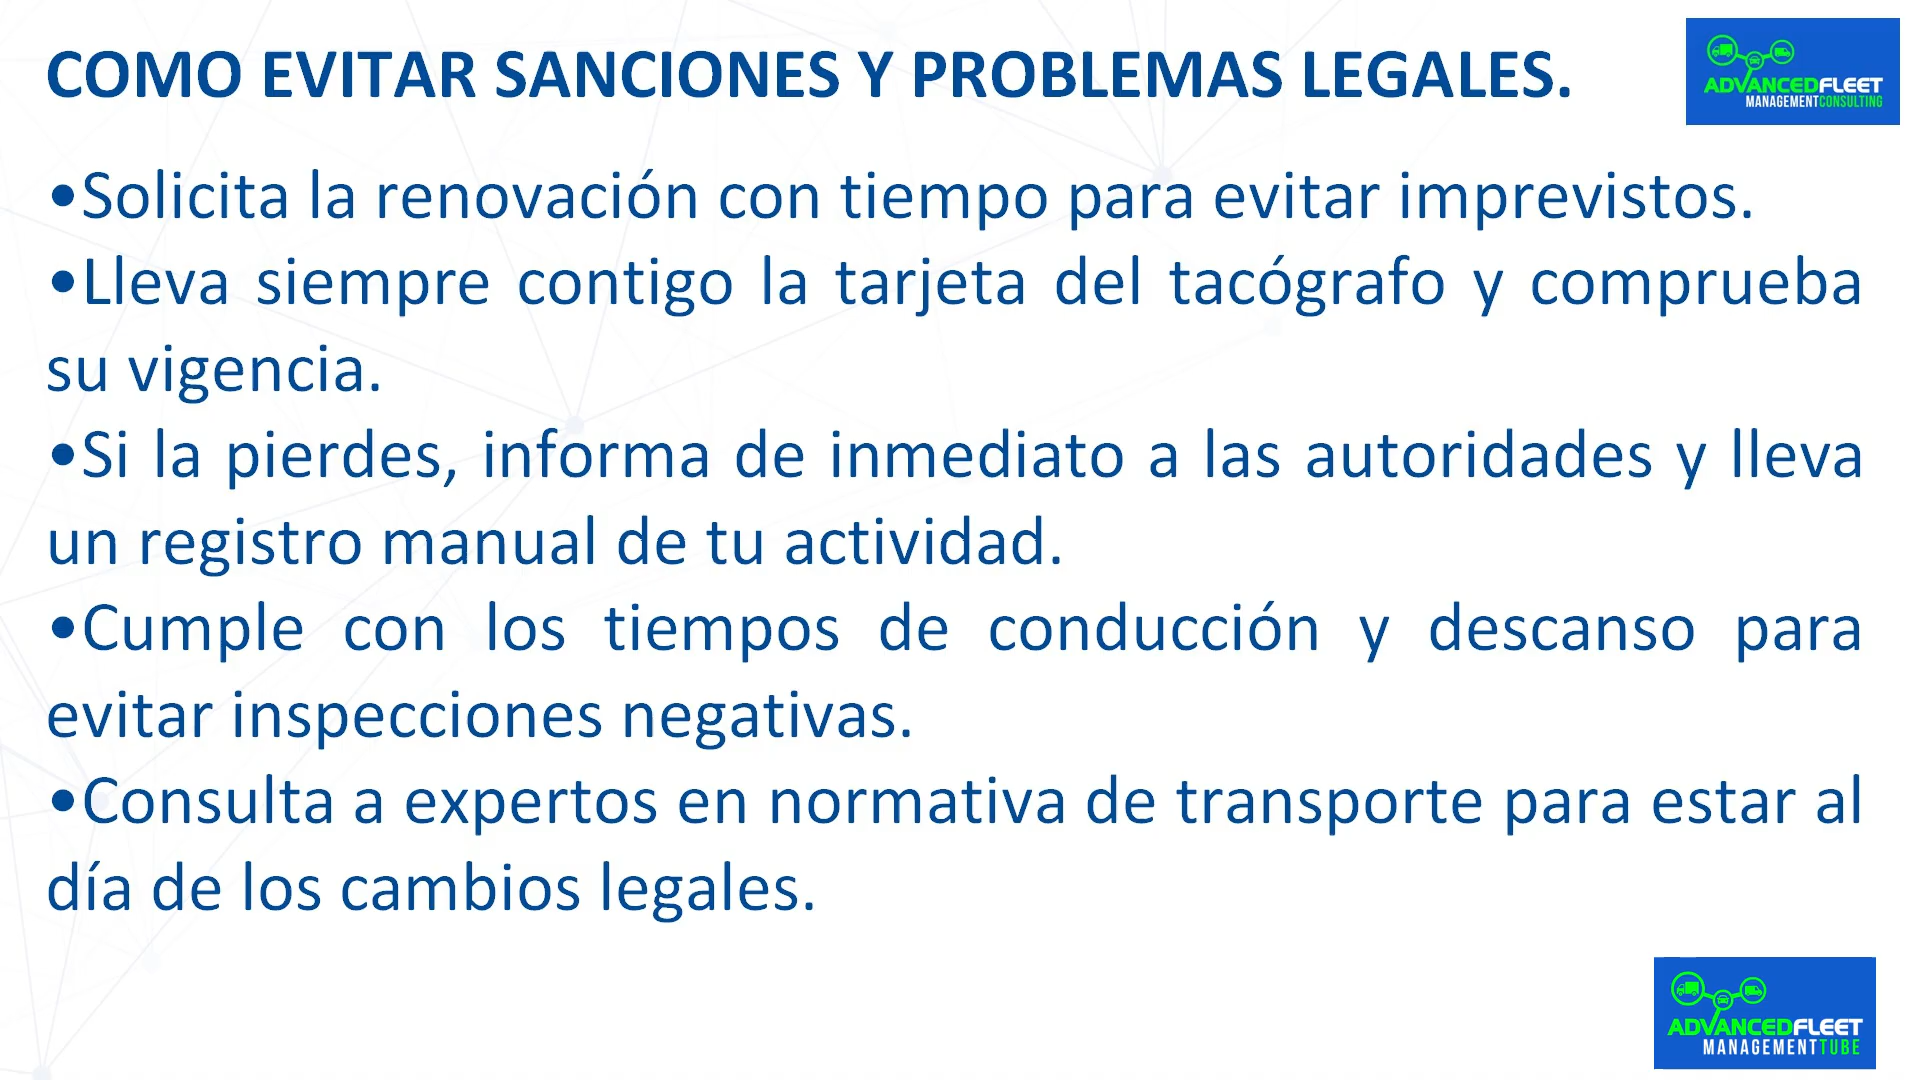 COMO EVITAR SANCIONES Y PROBLEMAS LEGALES.
ADVANCEDFLEET
MANAGEMENTCONSULTING
•Solicita la renovación con tiempo para evitar imprevistos.
•Lleva siempre contigo la tarjeta del tacógrafo y comprueba
su vigencia.
•Si la pierdes, informa de inmediato a las autoridades y lleva
un registro manual de tu actividad.
•Cumple con los tiempos de conducción y descanso para
evitar inspecciones negativas.
•Consulta a expertos en normativa de transporte para estar al
día de los cambios legales.
ADVANCEDFLEET
MANAGEMENTTUBE